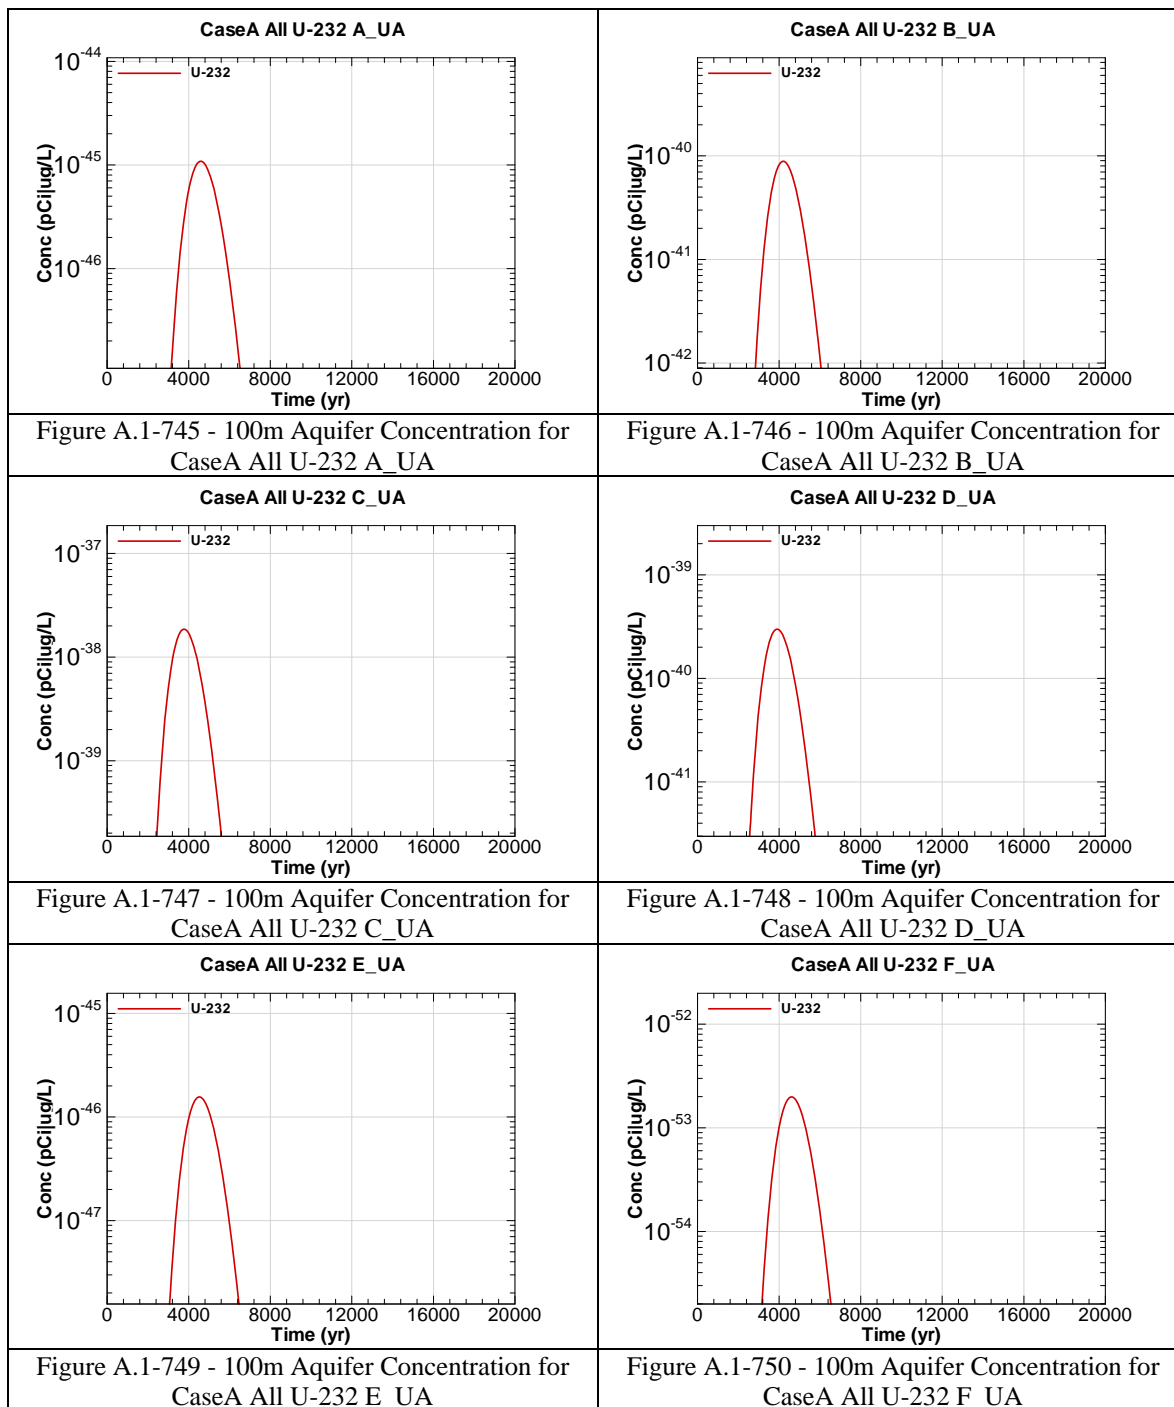 CaseA All U-232 A_UA
10^-44
U-232
10^-45
10^-46
Conc (pCi|ug/L)
0 4000 8000 12000 16000 20000
Time (yr)
Figure A.1-745 - 100m Aquifer Concentration for
CaseA All U-232 A_UA
CaseA All U-232 B_UA
U-232
10^-40
10^-41
10^-42
Conc (pCi|ug/L)
0 4000 8000 12000 16000 20000
Time (yr)
Figure A.1-746 - 100m Aquifer Concentration for
CaseA All U-232 B_UA
CaseA All U-232 C_UA
U-232
10^-37
10^-38
10^-39
Conc (pCi|ug/L)
0 4000 8000 12000 16000 20000
Time (yr)
Figure A.1-747 - 100m Aquifer Concentration for
CaseA All U-232 C_UA
CaseA All U-232 D_UA
U-232
10^-39
10^-40
10^-41
Conc (pCi|ug/L)
0 4000 8000 12000 16000 20000
Time (yr)
Figure A.1-748 - 100m Aquifer Concentration for
CaseA All U-232 D_UA
CaseA All U-232 E_UA
10^-45
U-232
10^-46
10^-47
Conc (pCi|ug/L)
0 4000 8000 12000 16000 20000
Time (yr)
Figure A.1-749 - 100m Aquifer Concentration for
CaseA All U-232 E_UA
CaseA All U-232 F_UA
U-232
10^-52
10^-53
10^-54
Conc (pCi|ug/L)
0 4000 8000 12000 16000 20000
Time (yr)
Figure A.1-750 - 100m Aquifer Concentration for
CaseA All U-232 F_UA